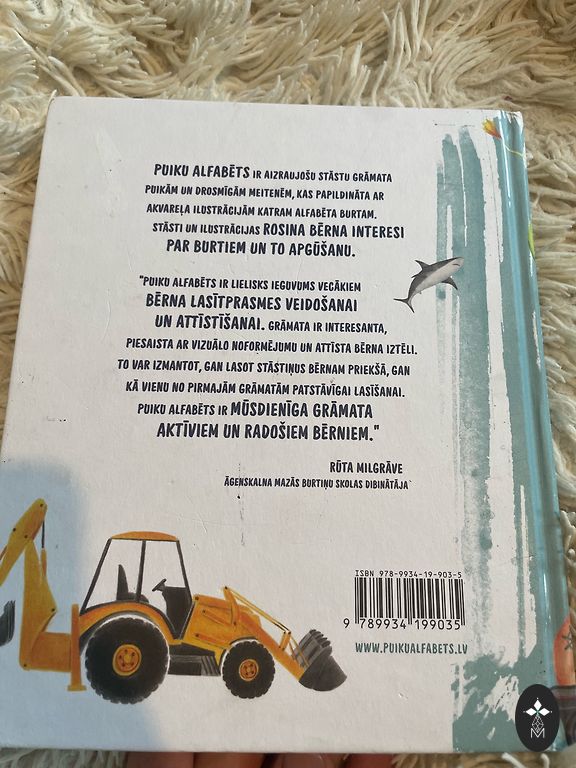 PUIKU ALFABĒTS IR AIZRAUJOŠU STĀSTU GRĀMATA
PUIKĀM UN DROSMĪGĀM MEITENĒM, KAS PAPILDINĀTA AR
AKVAREĻA ILUSTRĀCIJĀM KATRAM ALFABĒTA BURTAM.
STĀSTI UN ILUSTRĀCIJAS ROSINA BĒRNA INTERESI
PAR BURTIEM UN TO APGŪŠANU.
"PUIKU ALFABĒTS IR LIELISKS IEGUVUMS VECĀKIEM
BĒRNA LASĪTPRASMES VEIDOŠANAI
UN ATTĪSTĪŠANAI. GRĀMATA IR INTERESANTA,
PIESAISTA AR VIZUĀLO NOFORMĒJUMU UN ATTĪSTA BĒRNA IZTĒLI.
TO VAR IZMANTOT, GAN LASOT STĀSTIŅUS BĒRNAM PRIEKŠĀ, GAN
KĀ VIENU NO PIRMAJĀM GRĀMATĀM PATSTĀVĪGAI LASĪŠANAI.
PUIKU ALFABĒTS IR MŪSDIENĪGA GRĀMATA
AKTĪVIEM UN RADOŠIEM BĒRNIEM."
RŪTA MILGRĀVE
ĀGENSKALNA MAZĀS BURTIŅU SKOLAS DIBINĀTĀJA
ISBN 978-9934-19-903-5
9 789934 199035
WWW.PUIKUALFABETS.LV
M